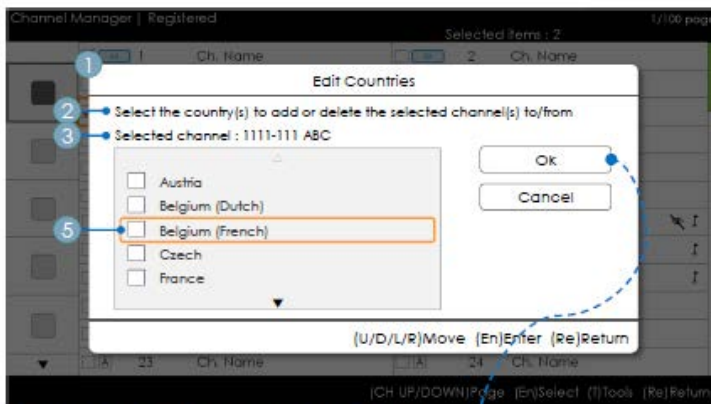 Channel Manager | Registered
1/100 page
Selected items : 2
1 Ch. Name 2 Ch. Name
1
Edit Countries
2 Select the country(s) to add or delete the selected channel(s) to/from
3 Selected channel : 1111-111 ABC
Ok
Austria
Cancel
Belgium (Dutch)
5 Belgium (French)
Czech
France
(U/D/L/R)Move (En)Enter (Re)Return
A 23 Ch. Name A 24 Ch. Name
(CH UP/DOWN)Page (En)Select (T)Tools (Re)Return